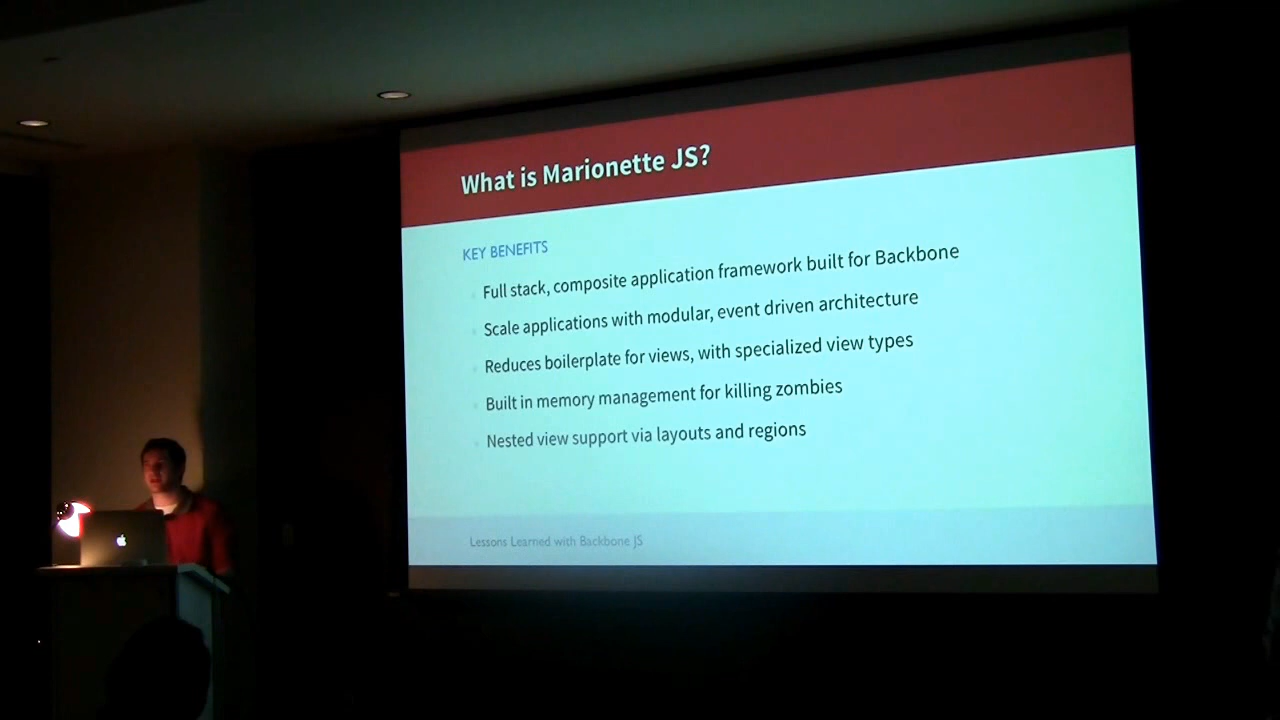 What is Marionette JS?
KEY BENEFITS
Full stack, composite application framework built for Backbone
Scale applications with modular, event driven architecture
Reduces boilerplate for views, with specialized view types
Built in memory management for killing zombies
Nested view support via layouts and regions
Lessons Learned with Backbone JS